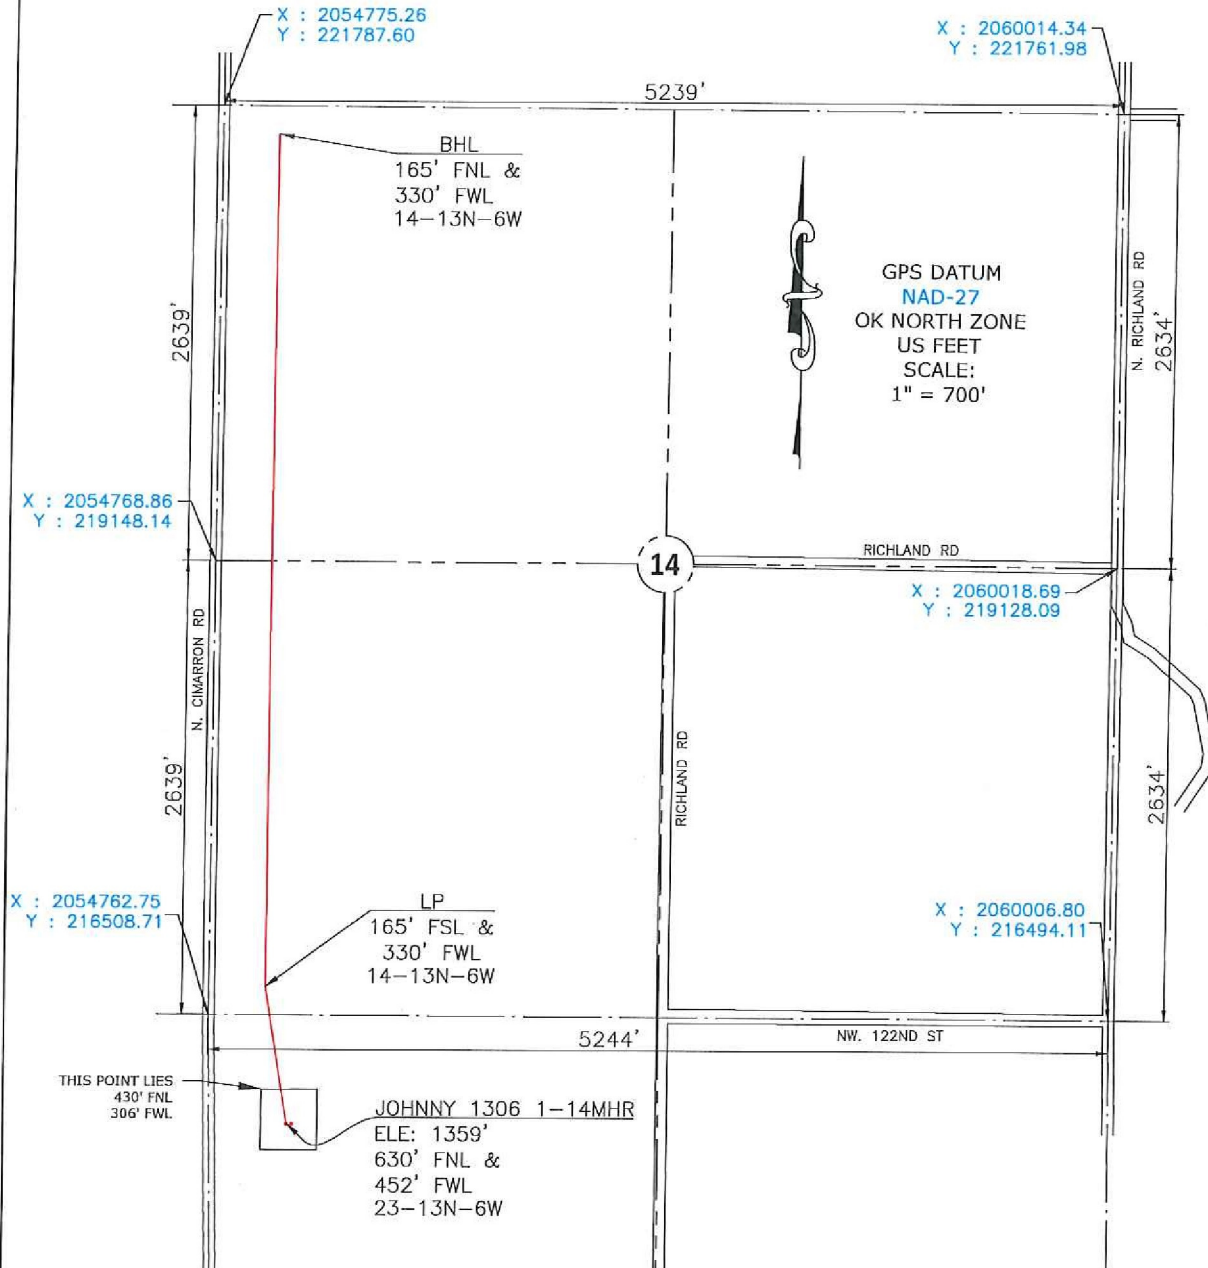 X : 2054775.26
Y : 221787.60
X : 2060014.34
Y : 221761.98
5239'
BHL
165' FNL &
330' FWL
14-13N-6W
GPS DATUM
NAD-27
OK NORTH ZONE
US FEET
SCALE:
1" = 700'
N. RICHLAND RD
2634'
2639'
X : 2054768.86
Y : 219148.14
14
RICHLAND RD
X : 2060018.69
Y : 219128.09
N. CIMARRON RD
2639'
RICHLAND RD
2634'
X : 2054762.75
Y : 216508.71
LP
165' FSL &
330' FWL
14-13N-6W
X : 2060006.80
Y : 216494.11
5244'
NW. 122ND ST
THIS POINT LIES
430' FNL
306' FWL
JOHNNY 1306 1-14MHR
ELE: 1359'
630' FNL &
452' FWL
23-13N-6W